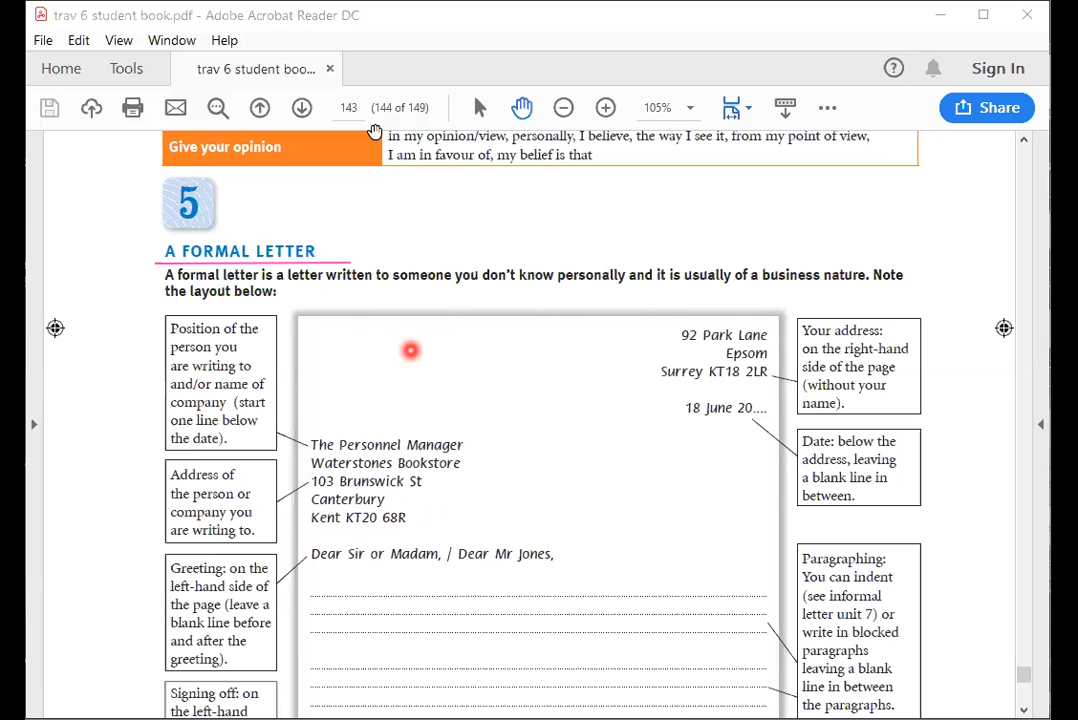 trav 6 student book.pdf - Adobe Acrobat Reader DC
File Edit View Window Help
Home Tools trav 6 student boo... × Sign In
143 (144 of 149) 105% Share
in my opinion/view, personally, I believe, the way I see it, from my point of view,
Give your opinion
I am in favour of, my belief is that
5
A FORMAL LETTER
A formal letter is a letter written to someone you don't know personally and it is usually of a business nature. Note
the layout below:
Position of the
person you
are writing to
and/or name of
company (start
one line below
the date).
Address of
the person or
company you
are writing to.
Greeting: on the
left-hand side of
the page (leave a
blank line before
and after the
greeting).
Signing off: on
the left-hand
92 Park Lane
Epsom
Surrey KT18 2LR
18 June 20....
The Personnel Manager
Waterstones Bookstore
103 Brunswick St
Canterbury
Kent KT20 68R
Dear Sir or Madam, / Dear Mr Jones,
Your address:
on the right-hand
side of the page
(without your
name).
Date: below the
address, leaving
a blank line in
between.
Paragraphing:
You can indent
(see informal
letter unit 7) or
write in blocked
paragraphs
leaving a blank
line in between
the paragraphs.